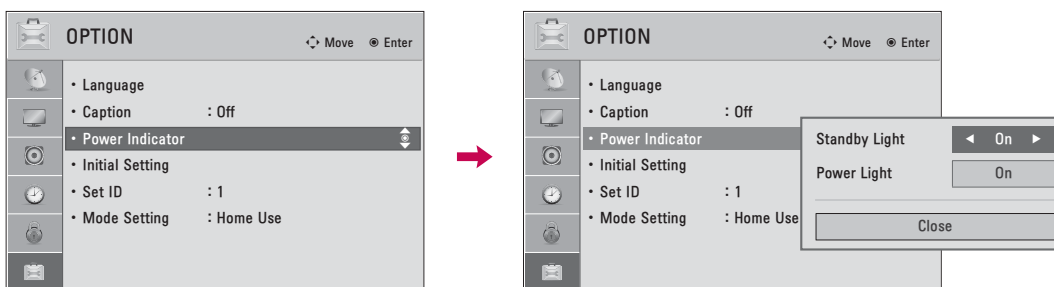 OPTION
Move Enter
• Language
• Caption : Off
• Power Indicator
• Initial Setting
• Set ID : 1
• Mode Setting : Home Use
OPTION
Move Enter
• Language
• Caption : Off
• Power Indicator
• Initial Setting
• Set ID : 1
• Mode Setting : Home Use
Standby Light ◄ On ►
Power Light On
Close